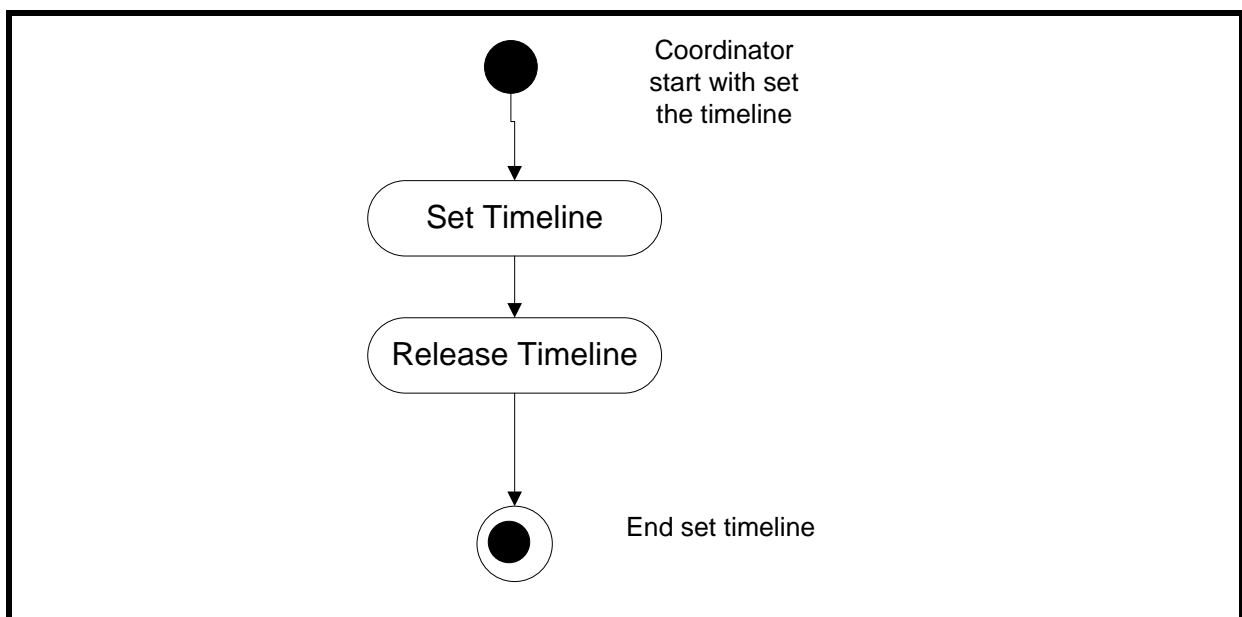 Coordinator
start with set
the timeline
Set Timeline
Release Timeline
End set timeline